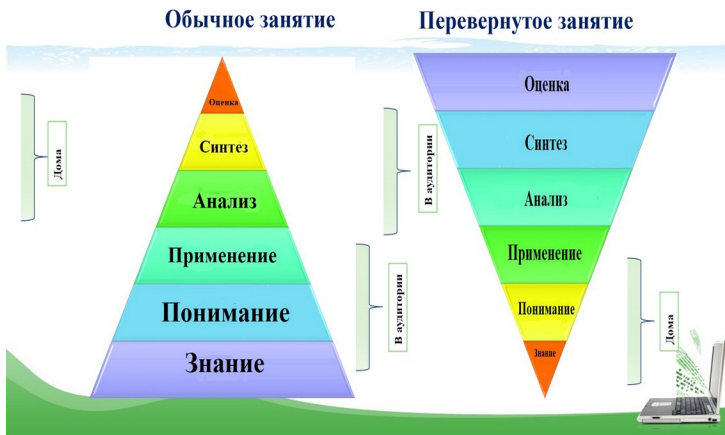 Обычное занятие
Оценка
Синтез
Анализ
Применение
Понимание
Знание
Дома
В аудитории
Перевернутое занятие
Оценка
Синтез
Анализ
Применение
Понимание
Знание
В аудитории
Дома